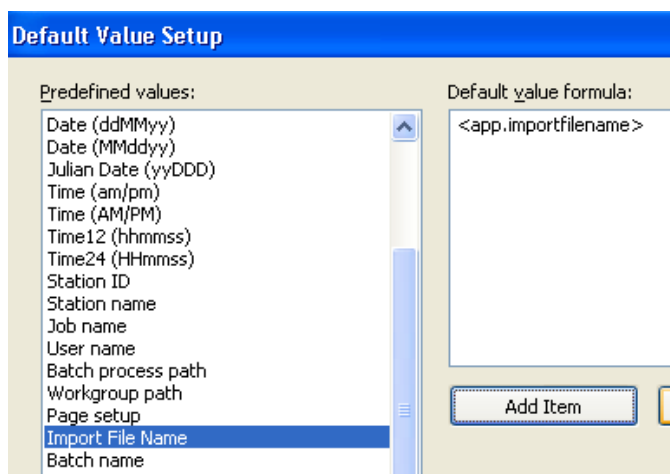 Default Value Setup
Predefined values:
Date (ddMMyy)
Date (MMddyy)
Julian Date (yyDDD)
Time (am/pm)
Time (AM/PM)
Time12 (hhmmss)
Time24 (HHmmss)
Station ID
Station name
Job name
User name
Batch process path
Workgroup path
Page setup
Import File Name
Batch name
Default value formula:
<app.importfilename>
Add Item